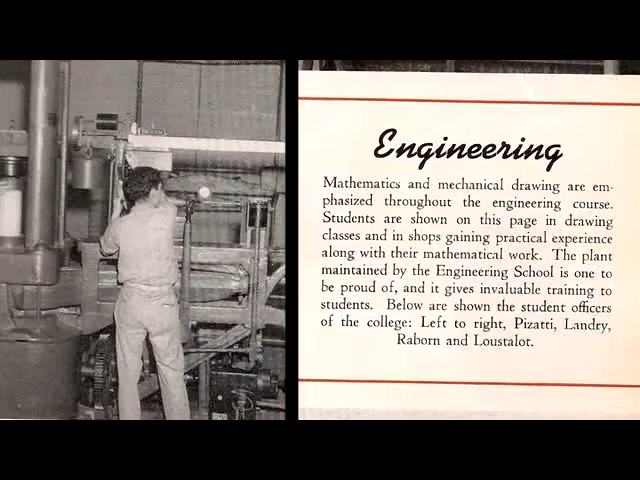 Engineering
Mathematics and mechanical drawing are em-
phasized throughout the engineering course.
Students are shown on this page in drawing
classes and in shops gaining practical experience
along with their mathematical work. The plant
maintained by the Engineering School is one to
be proud of, and it gives invaluable training to
students. Below are shown the student officers
of the college: Left to right, Pizatti, Landry,
Raborn and Loustalot.